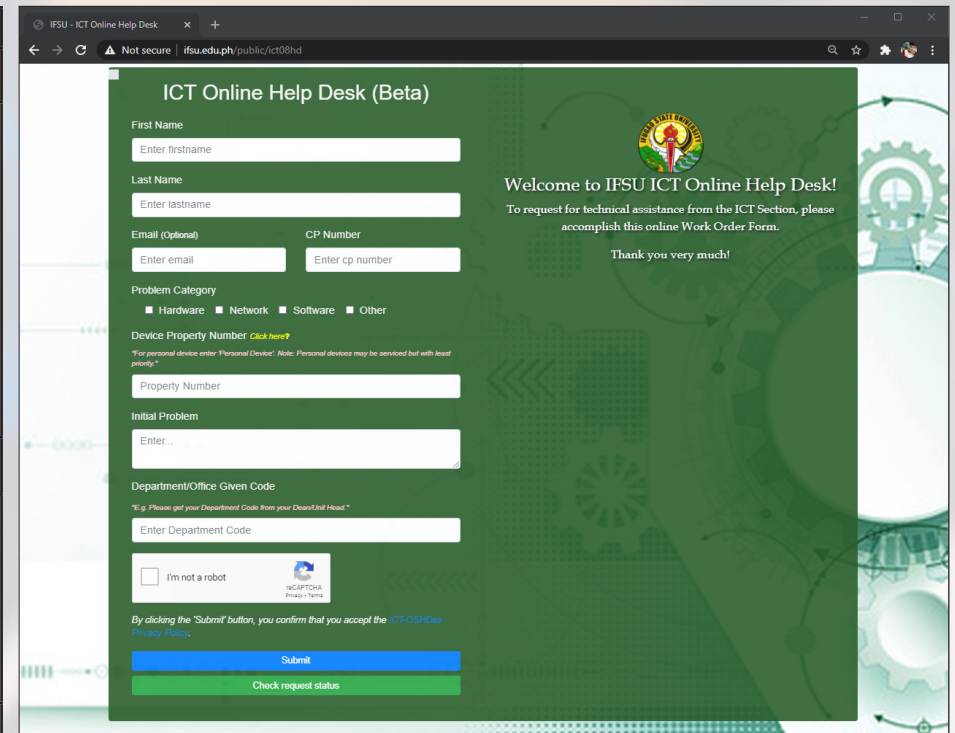 IFSU - ICT Online Help Desk
Not secure | ifsu.edu.ph/public/ict08hd
ICT Online Help Desk (Beta)
First Name
Enter firstname
Last Name
Enter lastname
Email (Optional) CP Number
Enter email Enter cp number
Problem Category
Hardware Network Software Other
Device Property Number Click here?
"For personal device enter 'Personal Device'. Note: Personal devices may be serviced but with least
priority."
Property Number
Initial Problem
Enter...
Department/Office Given Code
"E.g. Please get your Department Code from your Dean/Unit Head."
Enter Department Code
I'm not a robot
reCAPTCHA
Privacy - Terms
By clicking the 'Submit' button, you confirm that you accept the ICT-OSHDes
Privacy Policy.
Submit
Check request status
STATE UNIVERSITY
Welcome to IFSU ICT Online Help Desk!
To request for technical assistance from the ICT Section, please
accomplish this online Work Order Form.
Thank you very much!